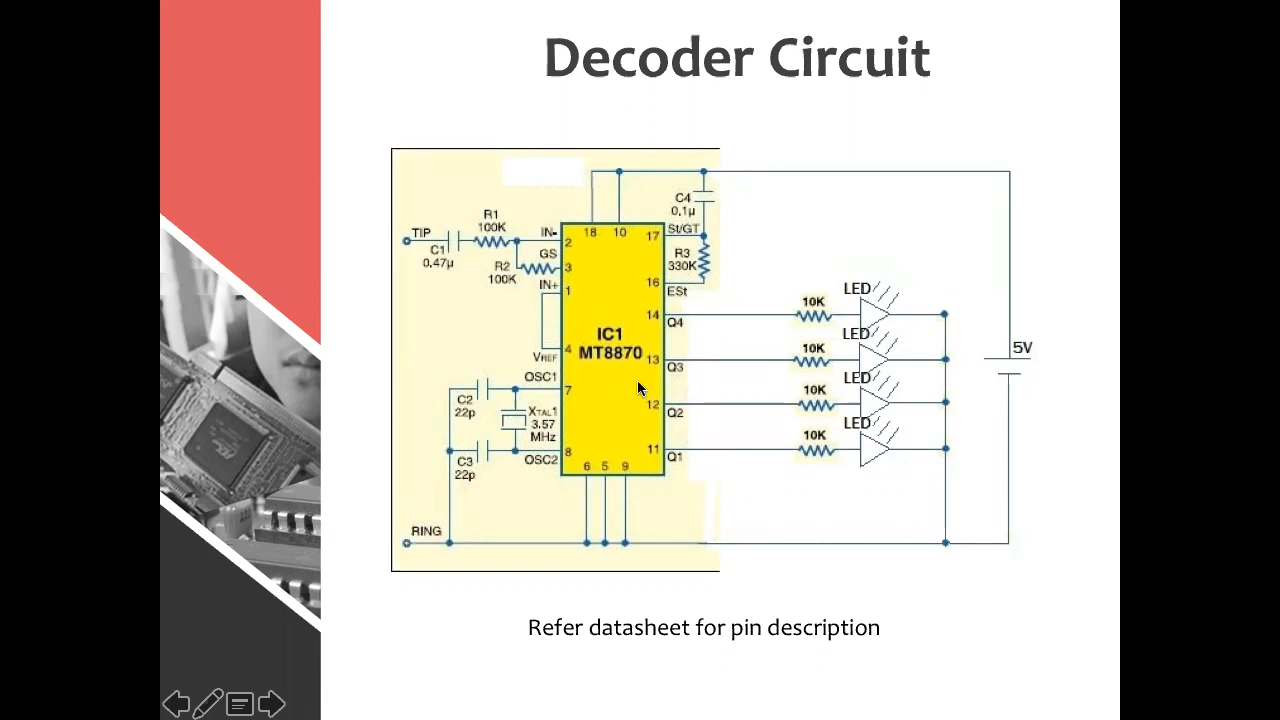 Decoder Circuit
TIP
C1
0.47µ
R1
100K
R2
100K
IN-
GS
IN+
VREF
OSC1
XTAL1
3.57
MHz
OSC2
C2
22p
C3
22p
RING
2
3
1
4
7
8
18
10
17
16
14
13
12
11
6
5
9
IC1
MT8870
C4
0.1µ
St/GT
R3
330K
ESt
Q4
Q3
Q2
Q1
10K
LED
10K
LED
10K
LED
10K
LED
5V
Refer datasheet for pin description